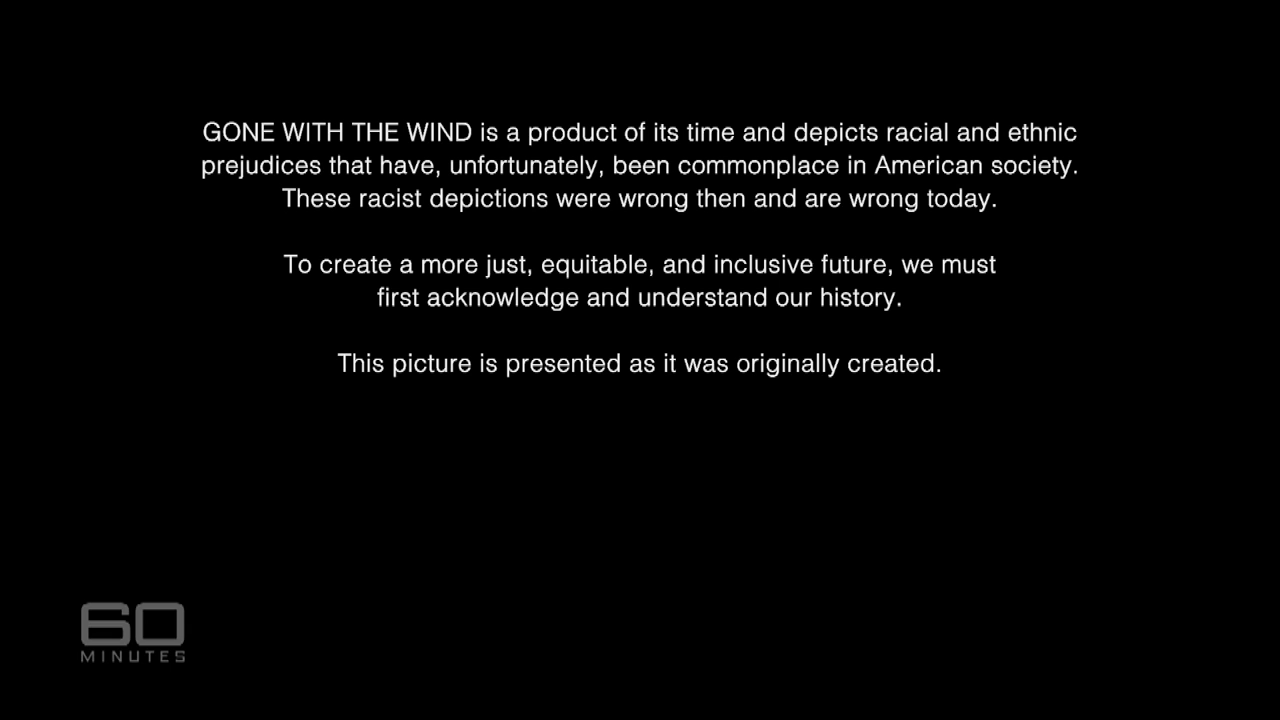 GONE WITH THE WIND is a product of its time and depicts racial and ethnic
prejudices that have, unfortunately, been commonplace in American society.
These racist depictions were wrong then and are wrong today.
To create a more just, equitable, and inclusive future, we must
first acknowledge and understand our history.
This picture is presented as it was originally created.
60
MINUTES